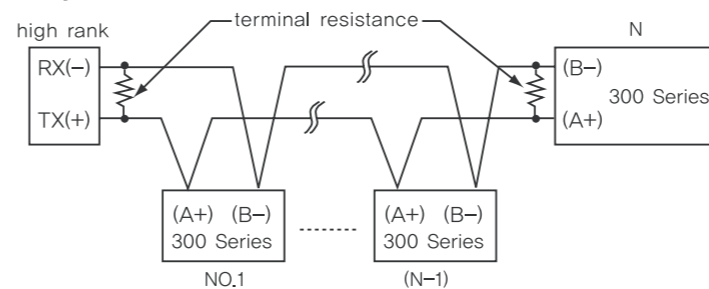 terminal resistance
high rank
N
RX(−)
TX(+)
(B−)
300 Series
(A+)
(A+) (B−)
300 Series
NO.1
(A+) (B−)
300 Series
(N−1)